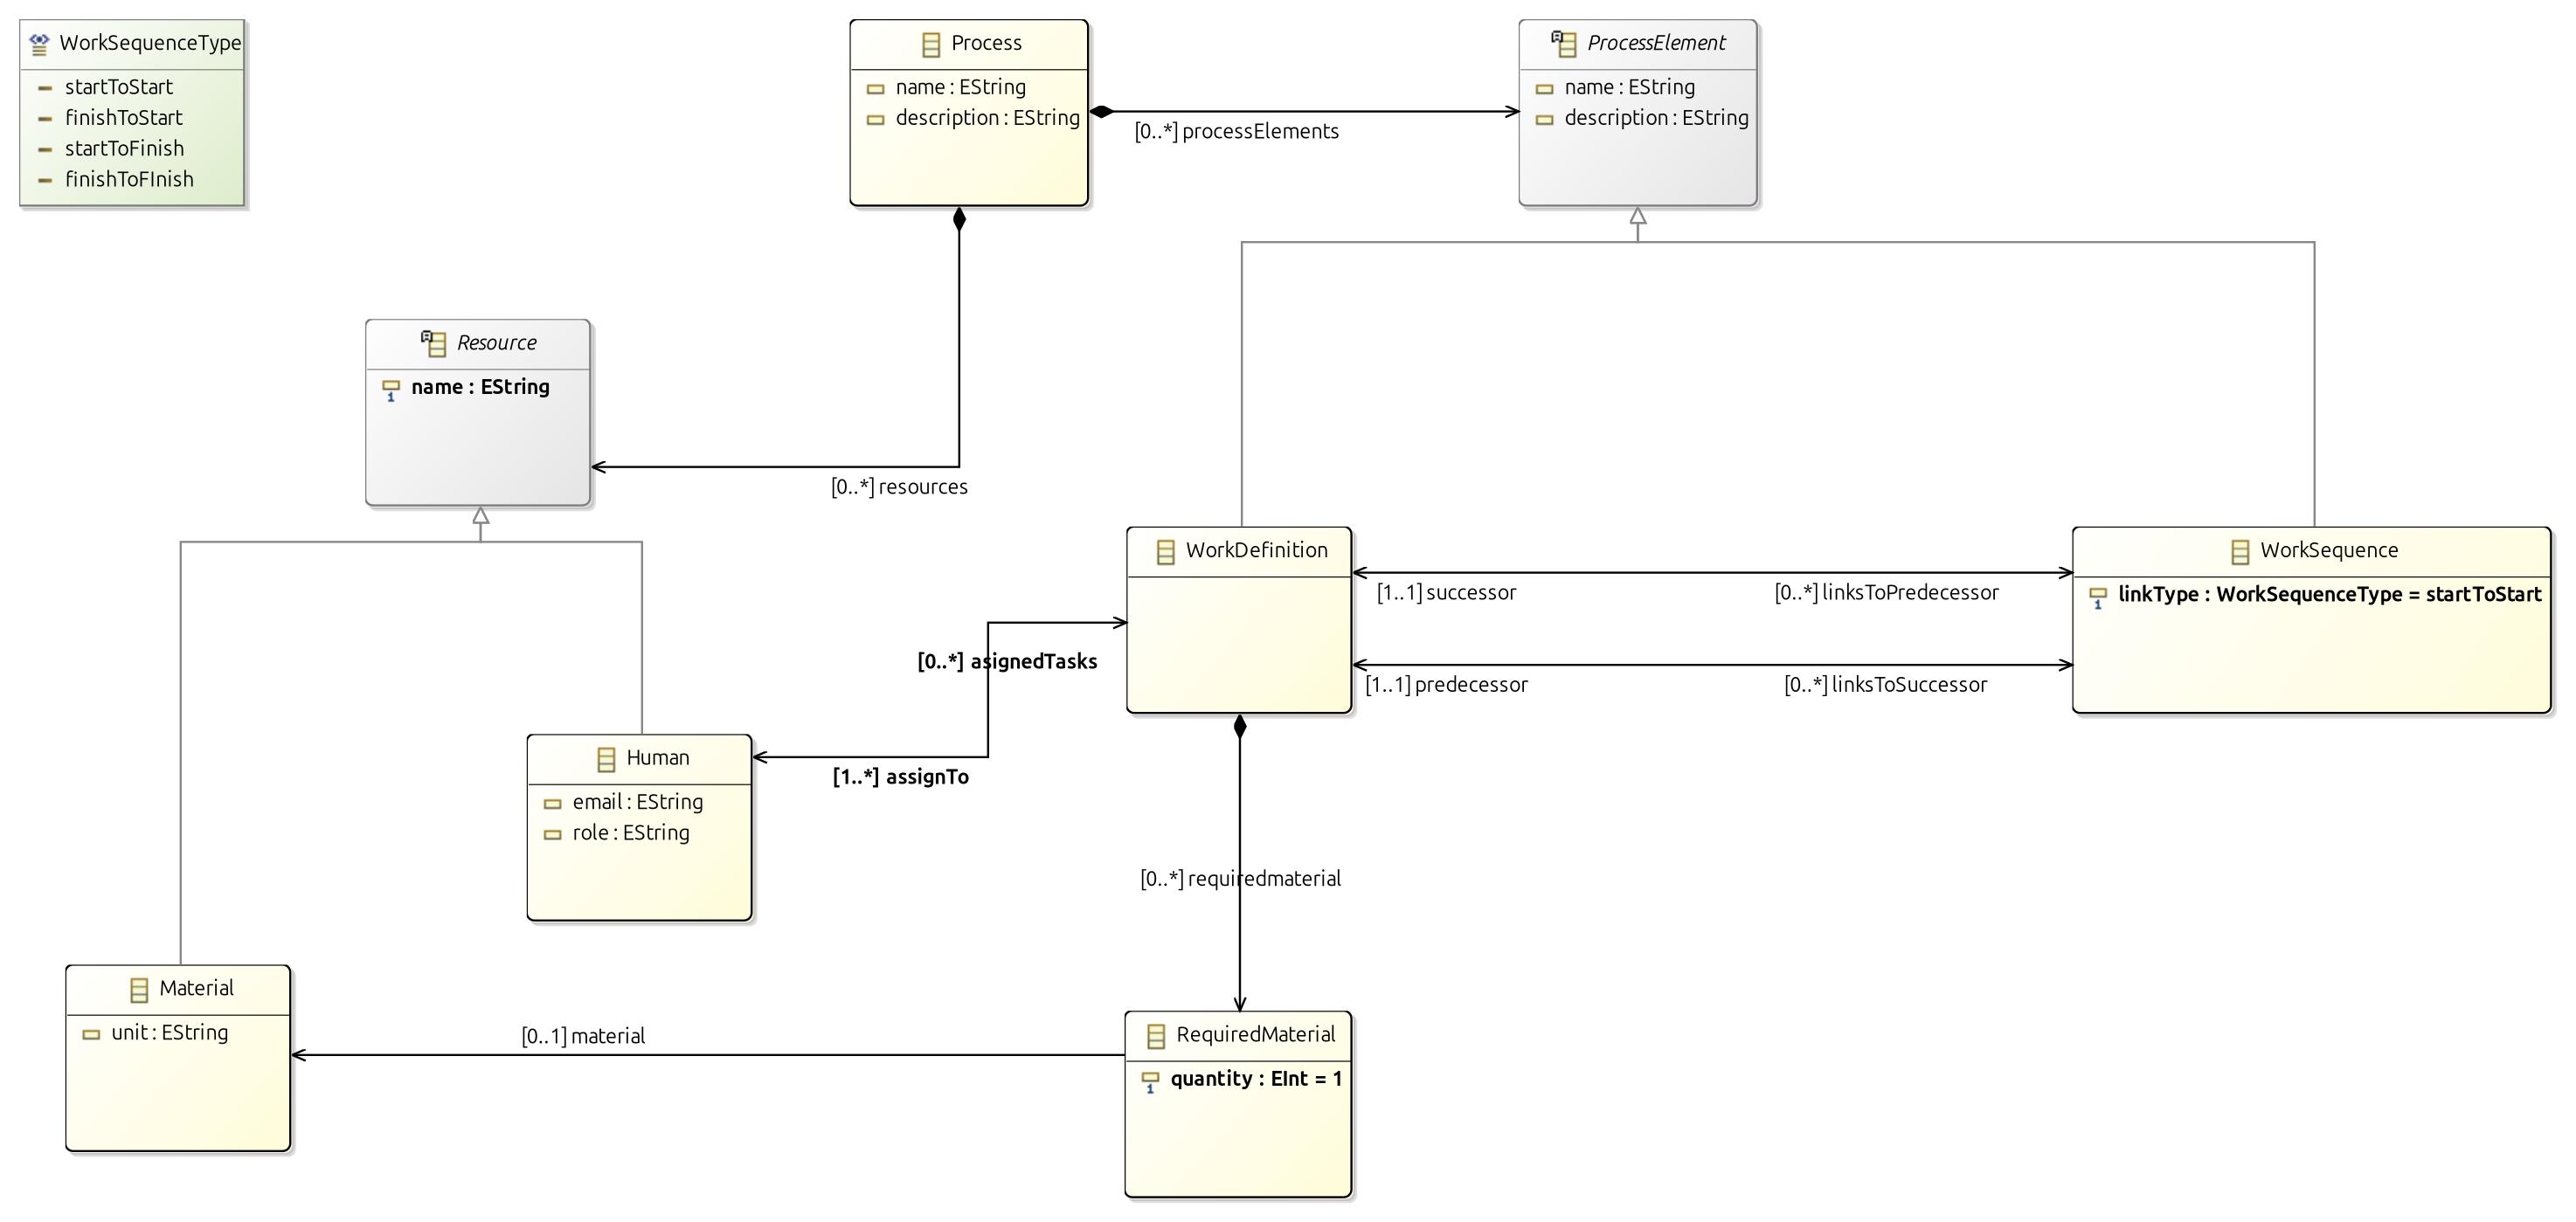 WorkSequenceType
startToStart
finishToStart
startToFinish
finishToFInish
Process
name : EString
description : EString
[0..*] processElements
ProcessElement
name : EString
description : EString
Resource
1 name : EString
[0..*] resources
WorkDefinition
[1..1] successor
[0..*] linksToPredecessor
[1..1] predecessor
[0..*] linksToSuccessor
WorkSequence
1 linkType : WorkSequenceType = startToStart
[0..*] asignedTasks
[1..*] assignTo
Human
email : EString
role : EString
[0..*] requiredmaterial
Material
unit : EString
[0..1] material
RequiredMaterial
1 quantity : EInt = 1